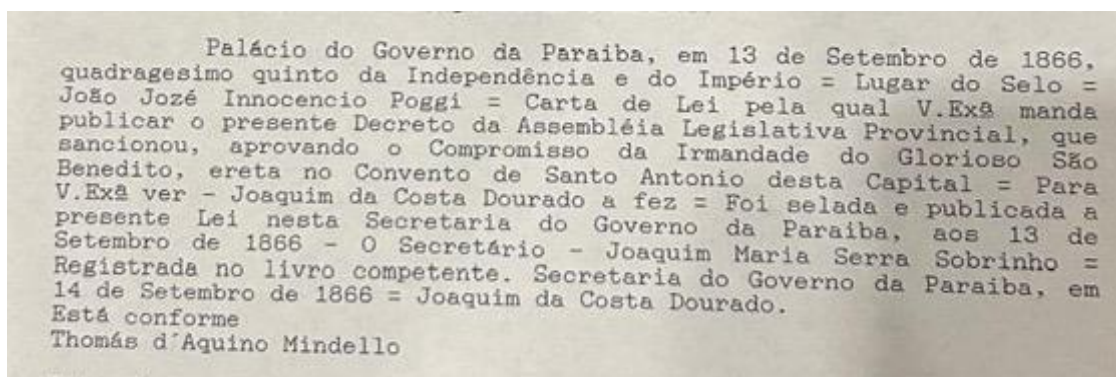 Palácio do Governo da Paraiba, em 13 de Setembro de 1866,
quadragesimo quinto da Independência e do Império = Lugar do Selo =
João Jozé Innocencio Poggi = Carta de Lei pela qual V.Exª manda
publicar o presente Decreto da Assembléia Legislativa Provincial, que
sancionou, aprovando o Compromisso da Irmandade do Glorioso São
Benedito, ereta no Convento de Santo Antonio desta Capital = Para
V.Exª ver - Joaquim da Costa Dourado a fez = Foi selada e publicada a
presente Lei nesta Secretaria do Governo da Paraiba, aos 13 de
Setembro de 1866 - O Secretário - Joaquim Maria Serra Sobrinho =
Registrada no livro competente. Secretaria do Governo da Paraiba, em
14 de Setembro de 1866 = Joaquim da Costa Dourado.
Está conforme
Thomás d´Aquino Mindello